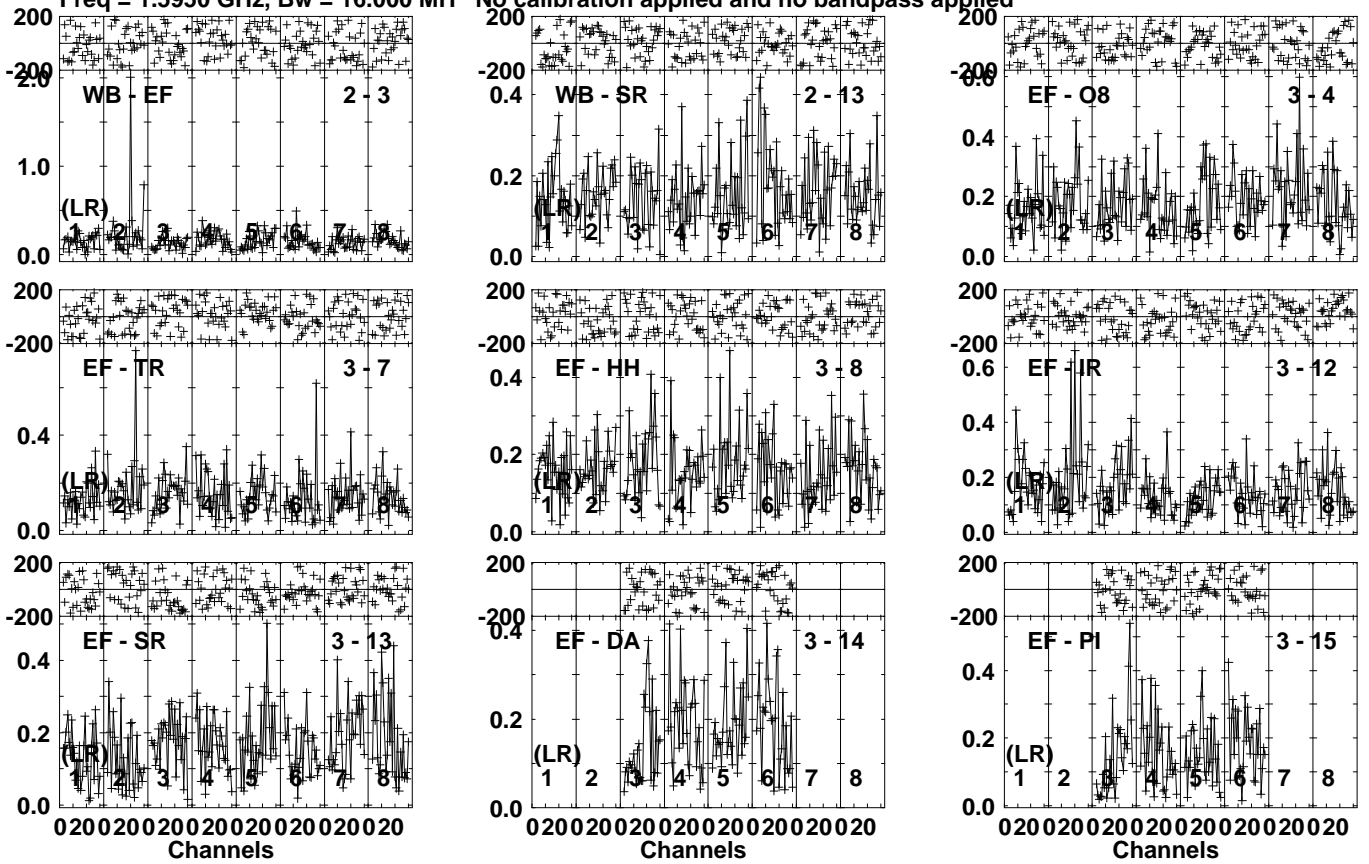 Freq = 1.5950 GHz, Bw = 16.000 MH No calibration applied and no bandpass applied
200 200 200
-200 -200 -200
2.0 WB - EF 2 - 3 0.4 WB - SR 2 - 13 0.6 EF - O8 3 - 4
1.0 0.2 0.4
0.2
(LR) (LR) (LR)
1 2 3 4 5 6 7 8 1 2 3 4 5 6 7 8 1 2 3 4 5 6 7 8
0.0 0.0 0.0
200 200 200
-200 -200 -200
EF - TR 3 - 7 0.4 EF - HH 3 - 8 0.6 EF - IR 3 - 12
0.4 0.2 0.4
0.2
(LR) (LR) (LR)
1 2 3 4 5 6 7 8 1 2 3 4 5 6 7 8 1 2 3 4 5 6 7 8
0.0 0.0 0.0
200 200 200
-200 -200 -200
0.4 EF - SR 3 - 13 0.4 EF - DA 3 - 14 EF - PI 3 - 15
0.4
0.2 0.2 0.2
(LR) (LR) (LR)
1 2 3 4 5 6 7 8 1 2 3 4 5 6 7 8 1 2 3 4 5 6 7 8
0.0 0.0 0.0
0 20 0 20 0 20 0 20 0 20 0 20 0 20 0 20 0 20 0 20 0 20 0 20 0 20 0 20 0 20 0 20 0 20 0 20 0 20 0 20 0 20 0 20 0 20 0 20
Channels Channels Channels